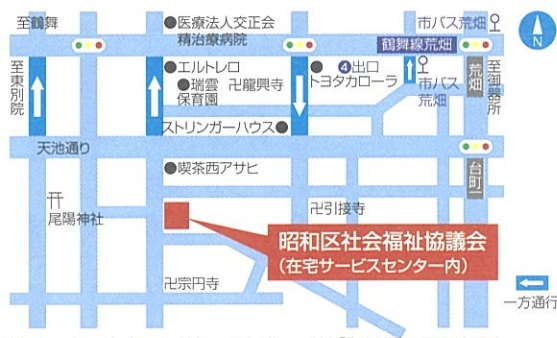 至鶴舞
●医療法人交正会
精治療病院
市バス荒畑
鶴舞線荒畑
至東別院
●エルトレロ
●瑞雲
保育園
卍龍興寺
●
トヨタカローラ
❹出口
市バス
荒畑
荒畑
至御器所
ストリンガーハウス●
天池通り
●喫茶西アサヒ
台町一
尾陽神社
卍引接寺
昭和区社会福祉協議会
(在宅サービスセンター内)
卍宗円寺
一方通行